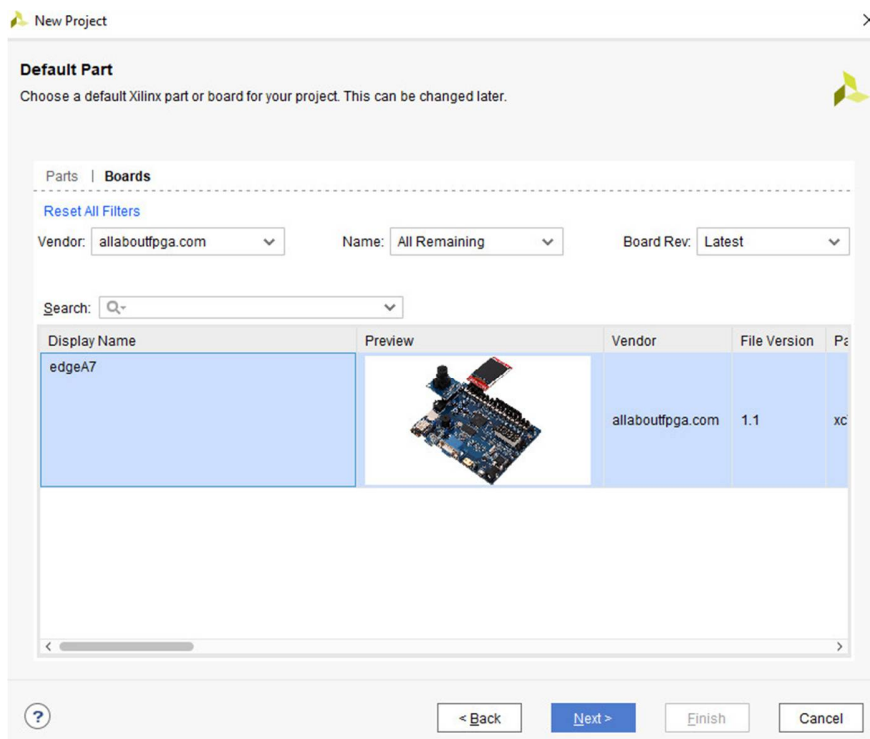 New Project
Default Part
Choose a default Xilinx part or board for your project. This can be changed later.
Parts | Boards
Reset All Filters
Vendor: allaboutfpga.com Name: All Remaining Board Rev: Latest
Search: Q-
Display Name Preview Vendor File Version Pa
edgeA7
allaboutfpga.com 1.1 xc
? < Back Next > Finish Cancel